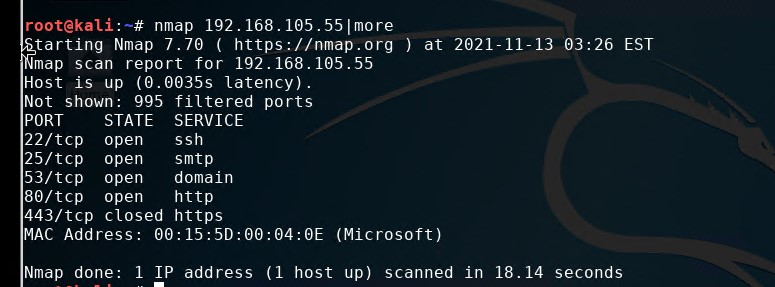 root@kali:~# nmap 192.168.105.55|more
Starting Nmap 7.70 ( https://nmap.org ) at 2021-11-13 03:26 EST
Nmap scan report for 192.168.105.55
Host is up (0.0035s latency).
Not shown: 995 filtered ports
PORT    STATE  SERVICE
22/tcp  open   ssh
25/tcp  open   smtp
53/tcp  open   domain
80/tcp  open   http
443/tcp closed https
MAC Address: 00:15:5D:00:04:0E (Microsoft)
Nmap done: 1 IP address (1 host up) scanned in 18.14 seconds